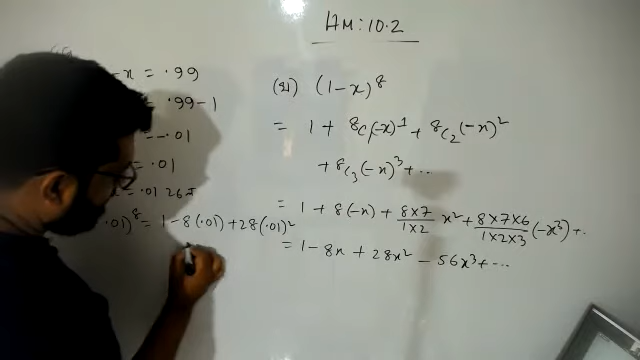 HM: 10.2
-x = .99
.99-1
= -.01
= .01
= .01 হলে
.01)⁸ = 1-8(.01) +28(.01)²
(খ) (1-x)⁸
= 1 + 8c₁(-x)¹ + 8c₂(-x)²
+ 8c₃(-x)³ + ...
= 1 + 8(-x) + 8×7/1×2 x² + 8×7×6/1×2×3 (-x³) + ..
= 1 - 8x + 28x² - 56x³ + ...